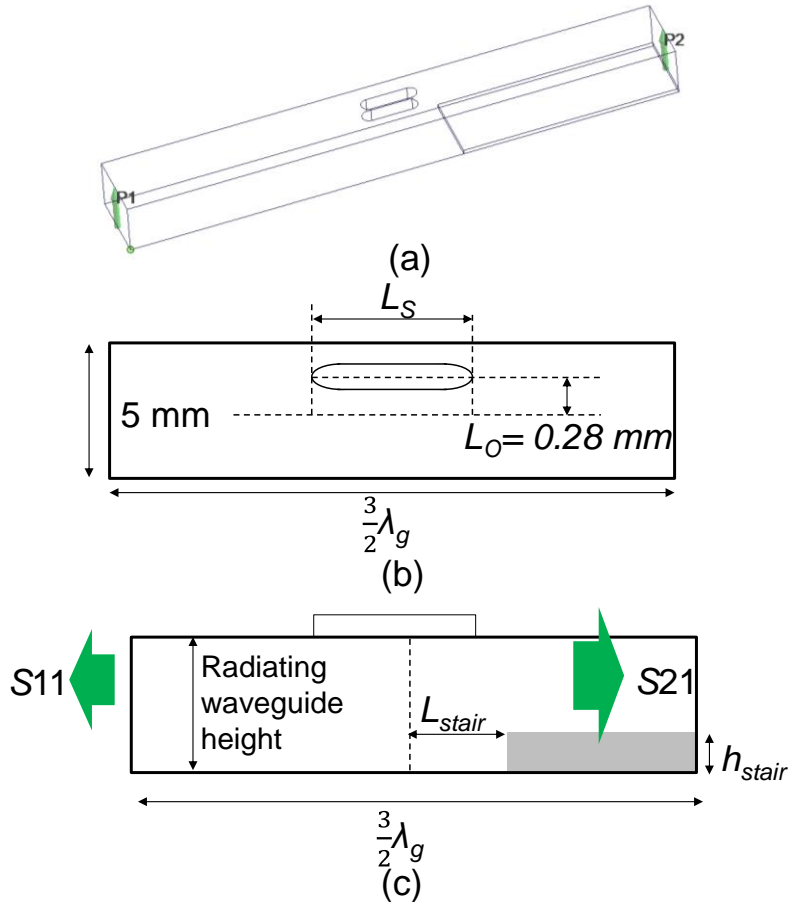 P2
P1
(a)
L_S
5 mm
L_O= 0.28 mm
3/2 λ_g
(b)
S11
Radiating
waveguide
height
S21
L_stair
h_stair
3/2 λ_g
(c)